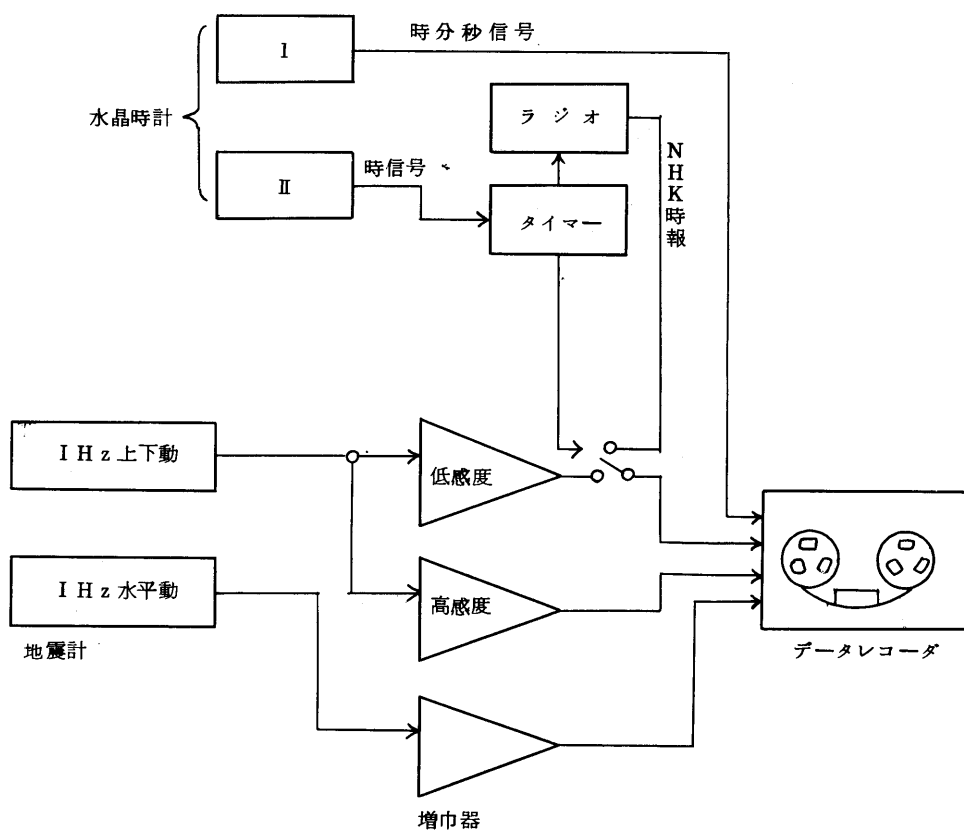 時分秒信号
I
水晶時計
ラジオ
II
時信号
NHK時報
タイマー
IHz上下動
低感度
IHz水平動
高感度
地震計
データレコーダ
増巾器